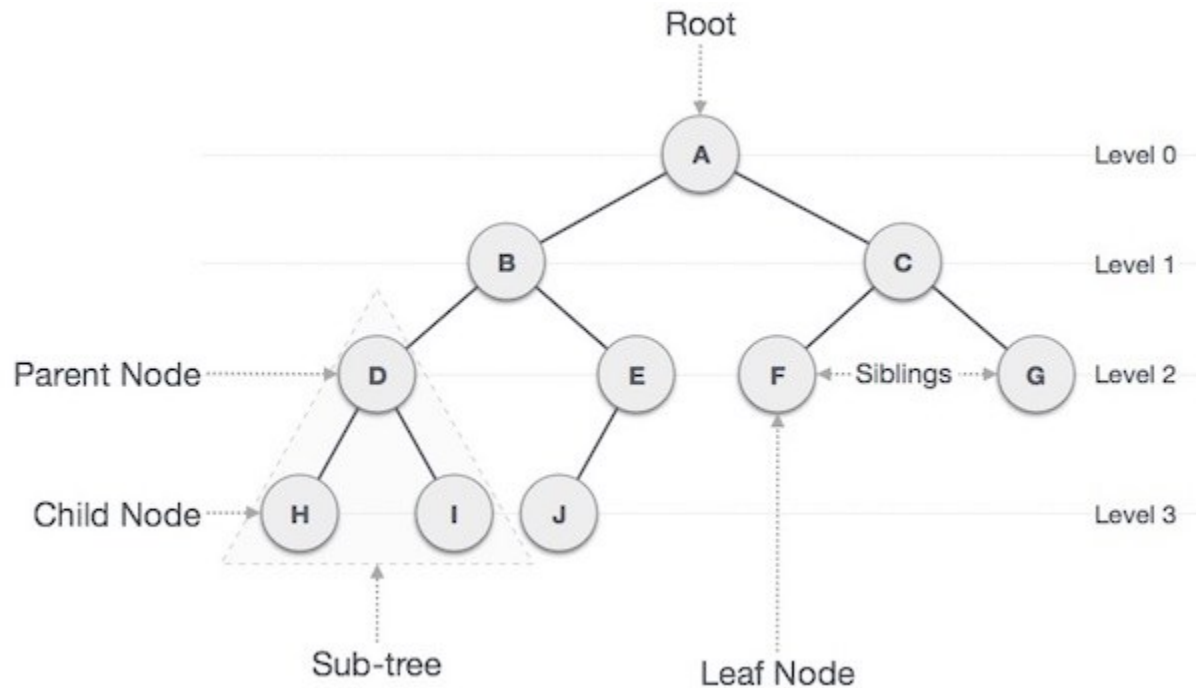 Root
A
Level 0
B
C
Level 1
Parent Node
D
E
F
Siblings
G
Level 2
Child Node
H
I
J
Level 3
Sub-tree
Leaf Node